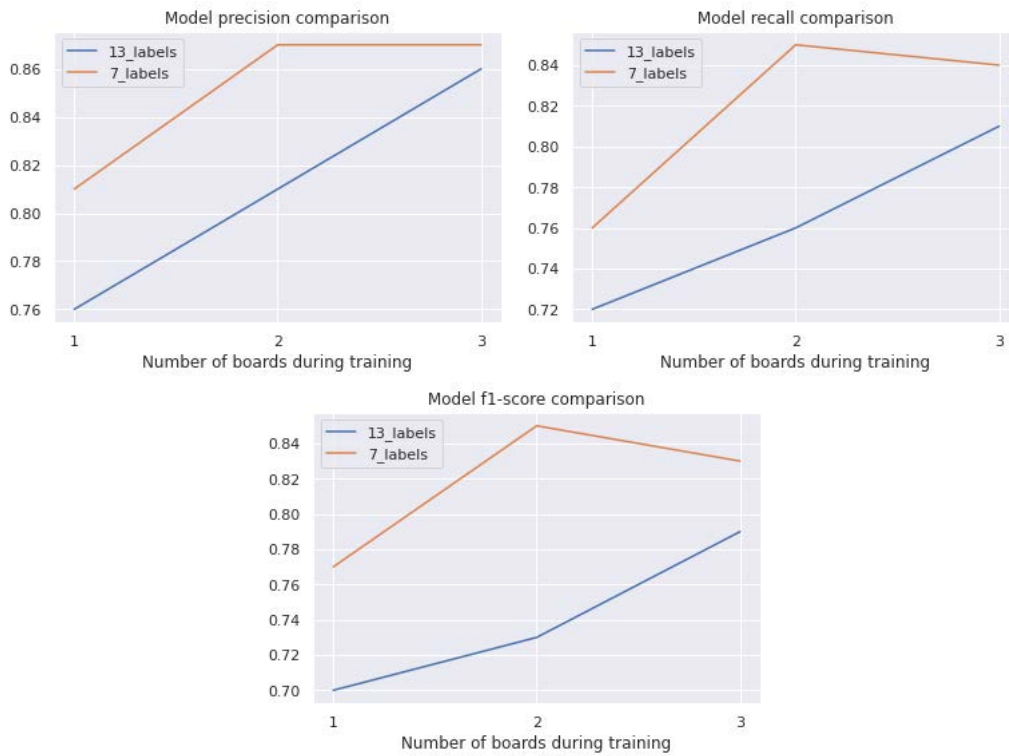 Model precision comparison
13_labels
7_labels
0.86
0.84
0.82
0.80
0.78
0.76
1 2 3
Number of boards during training
Model recall comparison
13_labels
7_labels
0.84
0.82
0.80
0.78
0.76
0.74
0.72
1 2 3
Number of boards during training
Model f1-score comparison
13_labels
7_labels
0.84
0.82
0.80
0.78
0.76
0.74
0.72
0.70
1 2 3
Number of boards during training